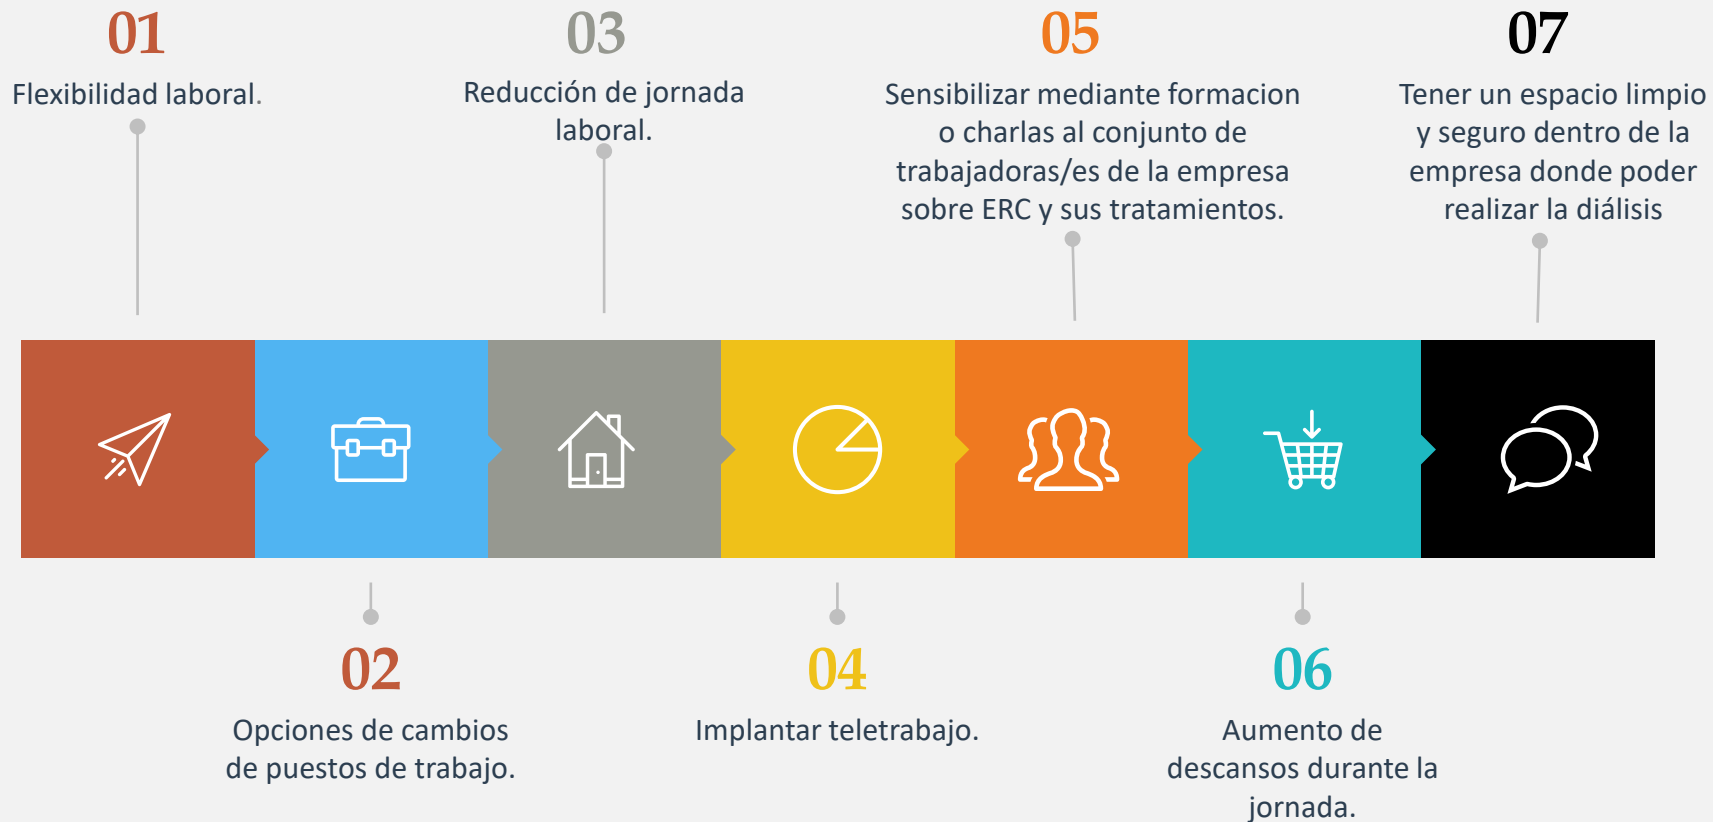 01
Flexibilidad laboral.
03
Reducción de jornada
laboral.
05
Sensibilizar mediante formacion
o charlas al conjunto de
trabajadoras/es de la empresa
sobre ERC y sus tratamientos.
07
Tener un espacio limpio
y seguro dentro de la
empresa donde poder
realizar la diálisis
02
Opciones de cambios
de puestos de trabajo.
04
Implantar teletrabajo.
06
Aumento de
descansos durante la
jornada.